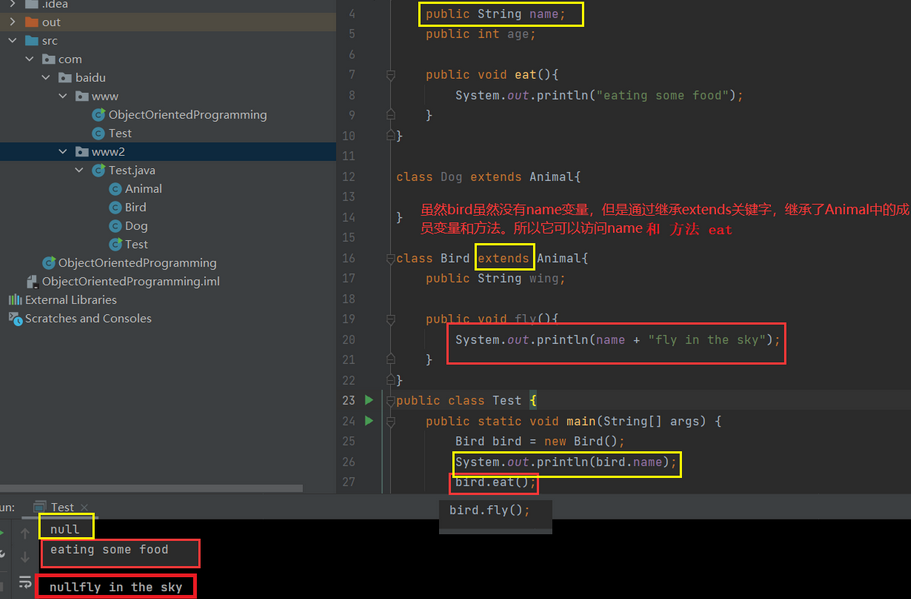 .idea
out
src
com
baidu
www
ObjectOrientedProgramming
Test
www2
Test.java
Animal
Bird
Dog
Test
ObjectOrientedProgramming
ObjectOrientedProgramming.iml
External Libraries
Scratches and Consoles
4 public String name;
5 public int age;
6
7 public void eat(){
8 System.out.println("eating some food");
9 }
10 }
11
12 class Dog extends Animal{
13
虽然bird虽然没有name变量，但是通过继承extends关键字，继承了Animal中的成
14 }
员变量和方法。所以它可以访问name 和 方法 eat
15
16 class Bird extends Animal{
17 public String wing;
18
19 public void fly(){
20 System.out.println(name + "fly in the sky");
21 }
22 }
23 public class Test {
24 public static void main(String[] args) {
25 Bird bird = new Bird();
26 System.out.println(bird.name);
27 bird.eat();
bird.fly();
un: Test ×
null
eating some food
nullfly in the sky